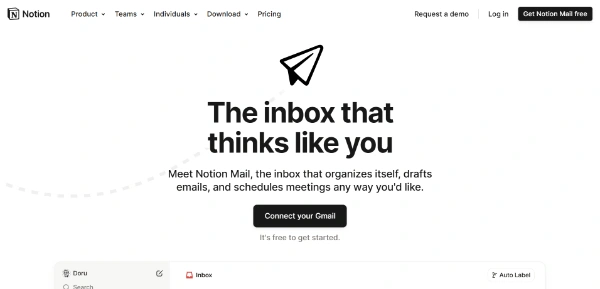 Notion Product Teams Individuals Download Pricing Request a demo Log in Get Notion Mail free
The inbox that
thinks like you
Meet Notion Mail, the inbox that organizes itself, drafts
emails, and schedules meetings any way you'd like.
Connect your Gmail
It's free to get started.
Doru Inbox Auto Label
Search